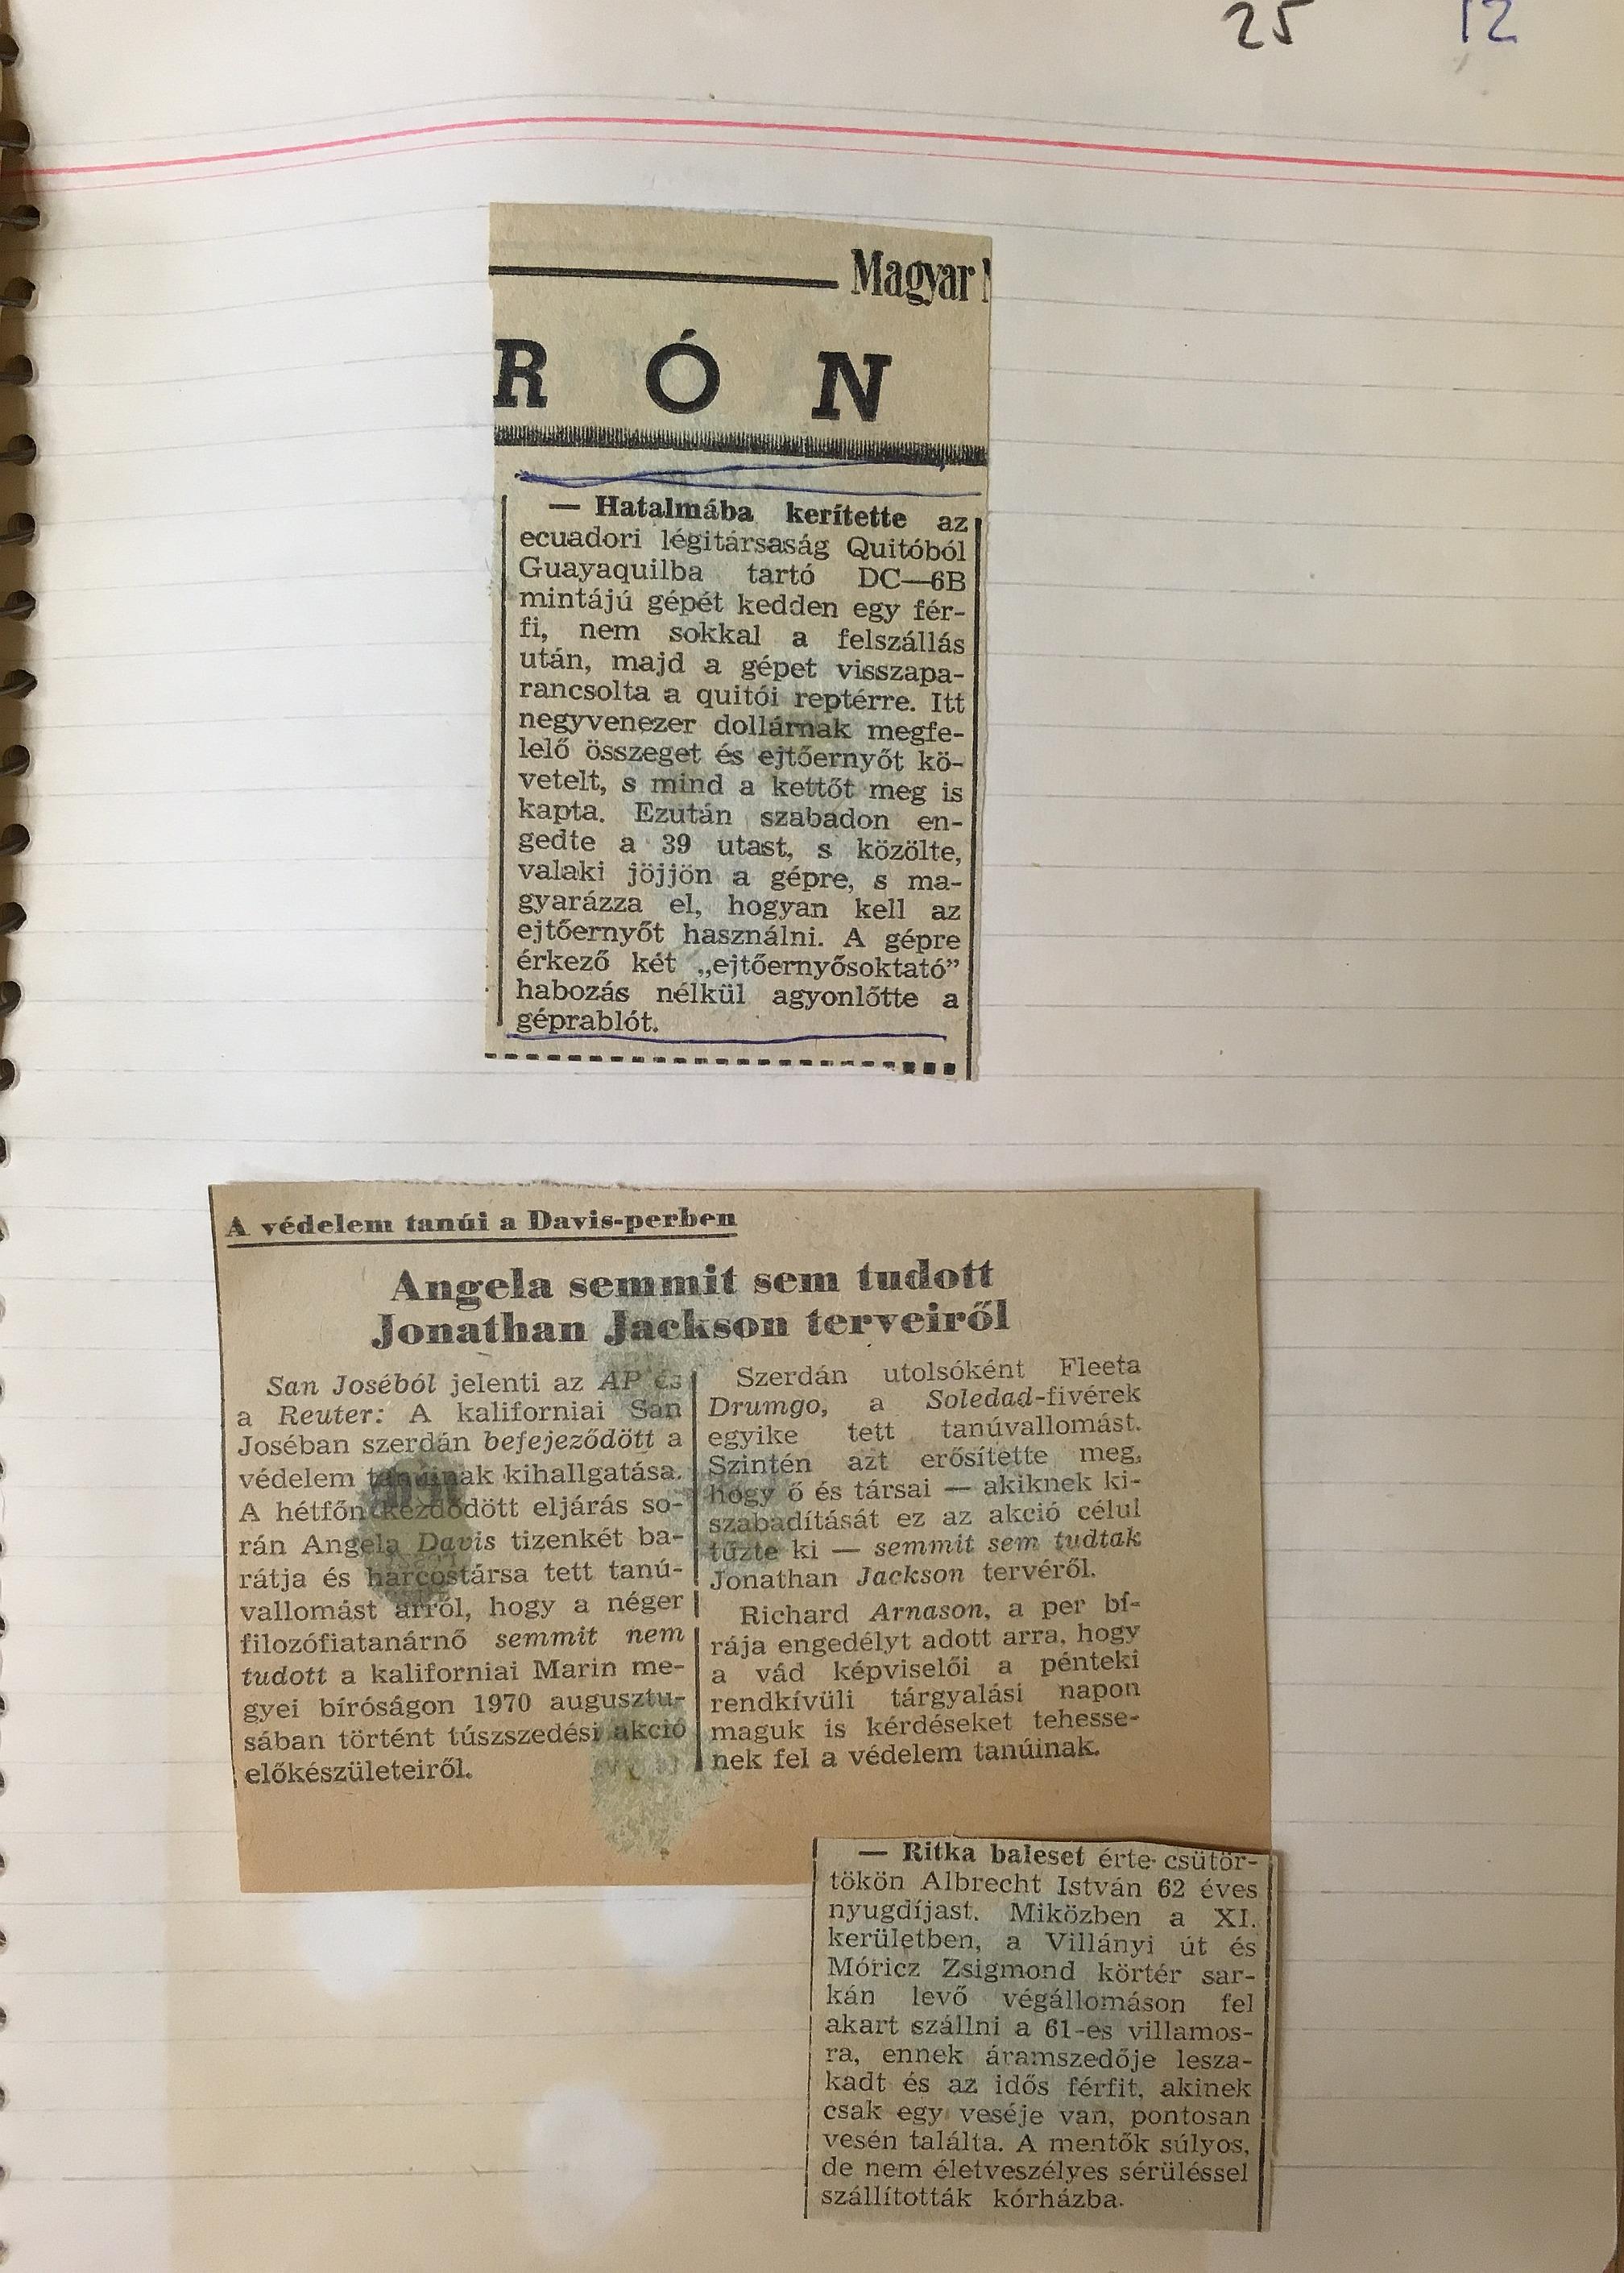 25 12
Magyar
R Ó N
— Hatalmába kerítette az
ecuadori légitársaság Quitóból
Guayaquilba tartó DC—6B
mintájú gépét kedden egy fér-
fi, nem sokkal a felszállás
után, majd a gépet visszapa-
rancsolta a quitói reptérre. Itt
negyvenezer dollárnak megfe-
lelő összeget és ejtőernyőt kö-
vetelt, s mind a kettőt meg is
kapta. Ezután szabadon en-
gedte a 39 utast, s közölte,
valaki jöjjön a gépre, s ma-
gyarázza el, hogyan kell az
ejtőernyőt használni. A gépre
érkező két „ejtőernyősoktató”
habozás nélkül agyonlőtte a
géprablót.
A védelem tanúi a Davis-perben
Angela semmit sem tudott
Jonathan Jackson terveiről
San Joséból jelenti az AP és
a Reuter: A kaliforniai San
Joséban szerdán befejeződött a
védelem tanúinak kihallgatása.
A hétfőn kezdődött eljárás so-
rán Angela Davis tizenkét ba-
rátja és harcostársa tett tanú-
vallomást arról, hogy a néger
filozófiatanárnő semmit nem
tudott a kaliforniai Marin me-
gyei bíróságon 1970 augusztu-
sában történt túszszedési akció
előkészületeiről.
Szerdán utolsóként Fleeta
Drumgo, a Soledad-fivérek
egyike tett tanúvallomást.
Szintén azt erősítette meg,
hogy ő és társai — akiknek ki-
szabadítását ez az akció célul
tűzte ki — semmit sem tudtak
Jonathan Jackson tervéről.
Richard Arnason, a per bí-
rája engedélyt adott arra, hogy
a vád képviselői a pénteki
rendkívüli tárgyalási napon
maguk is kérdéseket tehesse-
nek fel a védelem tanúinak.
— Ritka baleset érte csütör-
tökön Albrecht István 62 éves
nyugdíjast. Miközben a XI.
kerületben, a Villányi út és
Móricz Zsigmond körtér sar-
kán levő végállomáson fel
akart szállni a 61-es villamos-
ra, ennek áramszedője lesza-
kadt és az idős férfit, akinek
csak egy veséje van, pontosan
vesén találta. A mentők súlyos,
de nem életveszélyes sérüléssel
szállították kórházba.